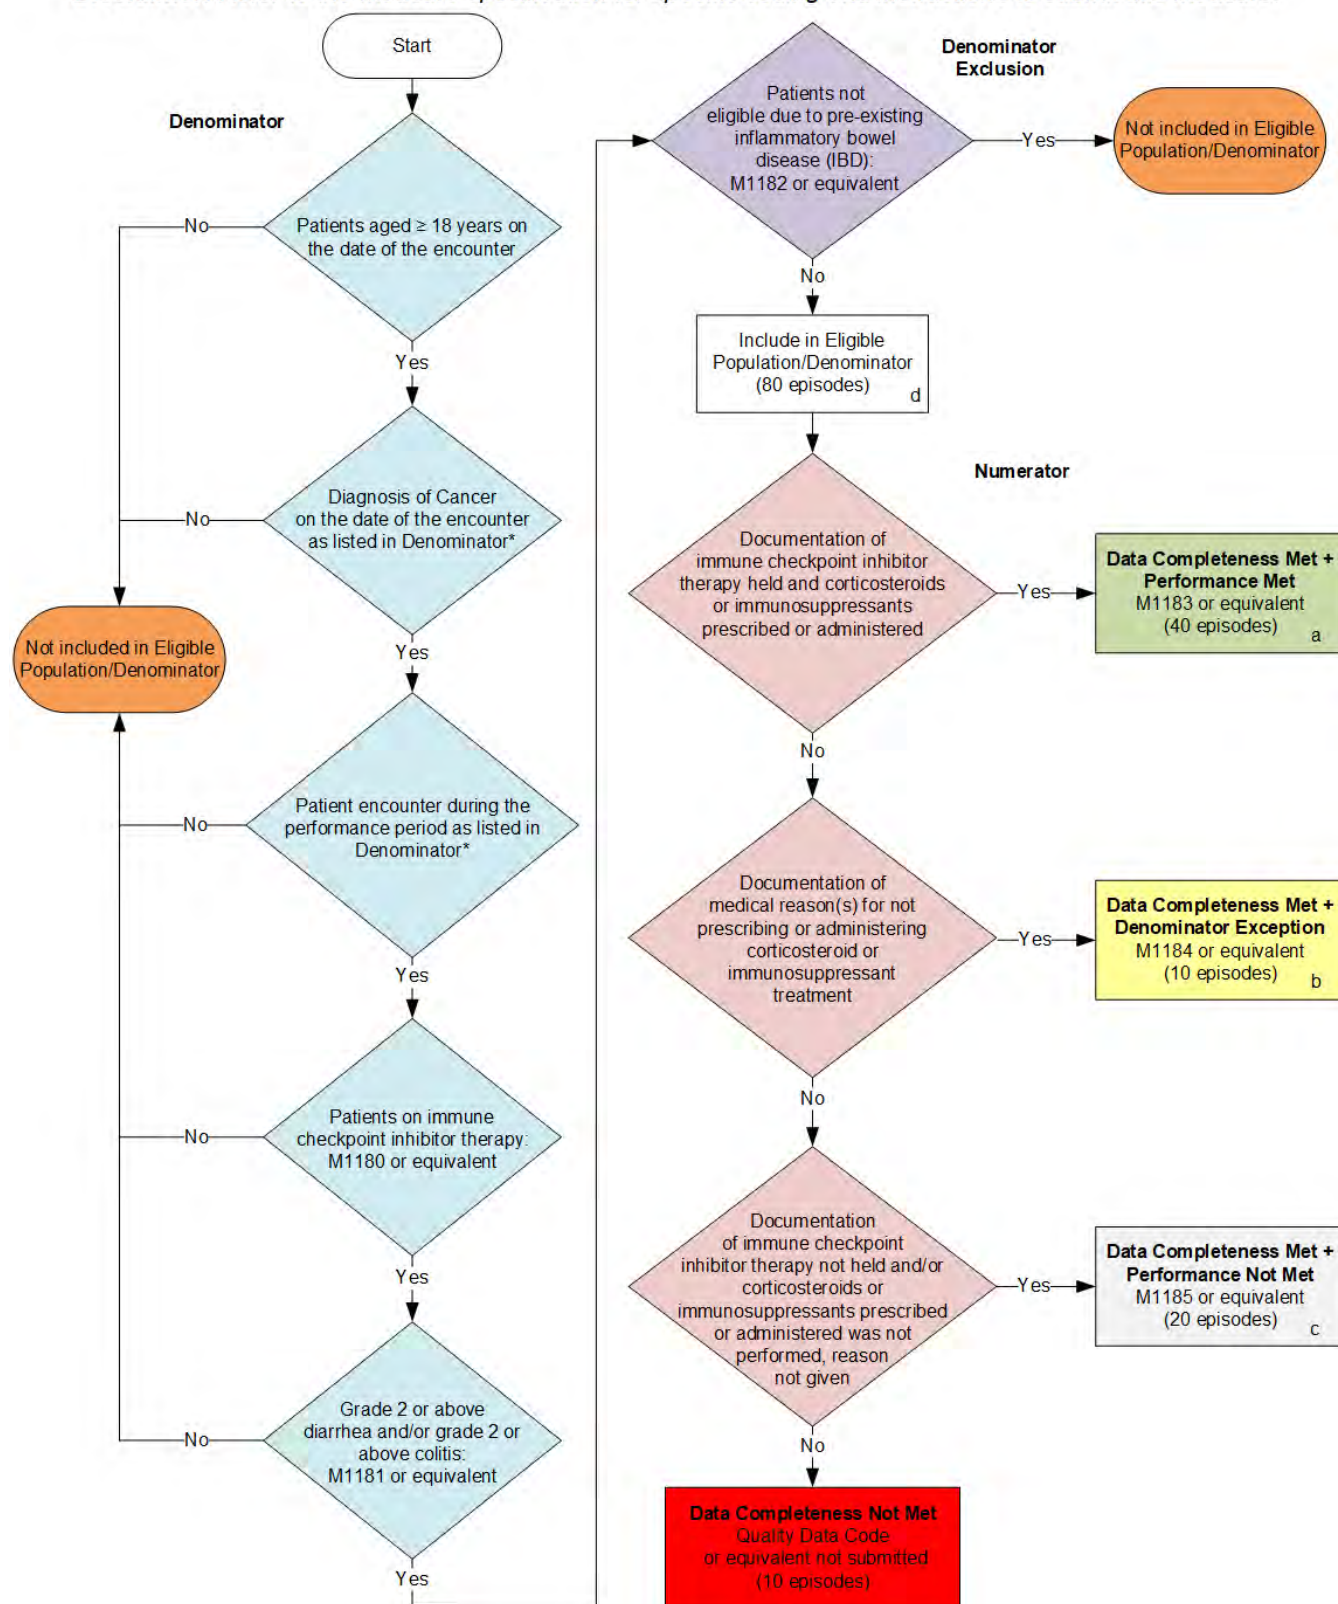 Start
Denominator
Patients aged ≥ 18 years on
the date of the encounter
No
Yes
Diagnosis of Cancer
on the date of the encounter
as listed in Denominator*
No
Yes
Not included in Eligible
Population/Denominator
Patient encounter during the
performance period as listed in
Denominator*
No
Yes
Patients on immune
checkpoint inhibitor therapy:
M1180 or equivalent
No
Yes
Grade 2 or above
diarrhea and/or grade 2 or
above colitis:
M1181 or equivalent
No
Yes
Denominator
Exclusion
Patients not
eligible due to pre-existing
inflammatory bowel
disease (IBD):
M1182 or equivalent
Yes
Not included in Eligible
Population/Denominator
No
Include in Eligible
Population/Denominator
(80 episodes)
d
Numerator
Documentation of
immune checkpoint inhibitor
therapy held and corticosteroids
or immunosuppressants
prescribed or administered
Yes
Data Completeness Met +
Performance Met
M1183 or equivalent
(40 episodes)
a
No
Documentation of
medical reason(s) for not
prescribing or administering
corticosteroid or
immunosuppressant
treatment
Yes
Data Completeness Met +
Denominator Exception
M1184 or equivalent
(10 episodes)
b
No
Documentation
of immune checkpoint
inhibitor therapy not held and/or
corticosteroids or
immunosuppressants prescribed
or administered was not
performed, reason
not given
Yes
Data Completeness Met +
Performance Not Met
M1185 or equivalent
(20 episodes)
c
No
Data Completeness Not Met
Quality Data Code
or equivalent not submitted
(10 episodes)